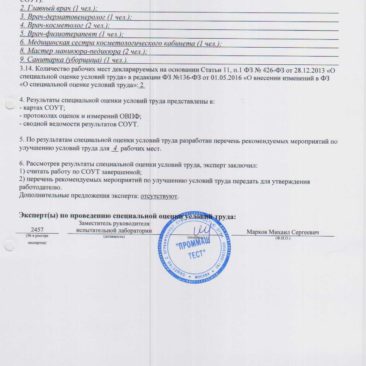 СОУТ):
2. Главный врач (1 чел.);
3. Врач-дерматовенеролог (1 чел.);
4. Врач-косметолог (2 чел.);
5. Врач-физиотерапевт (1 чел.);
6. Медицинская сестра косметологического кабинета (1 чел.);
8. Мастер маникюра-педикюра (2 чел.);
9. Санитарка (уборщица) (1 чел.);
3.14. Количество рабочих мест декларируемых на основании Статьи 11, п.1 ФЗ № 426-ФЗ от 28.12.2013 «О
специальной оценке условий труда» в редакции ФЗ №136-ФЗ от 01.05.2016 «О внесении изменений в ФЗ
«О специальной оценке условий труда»: 2
4. Результаты специальной оценки условий труда представлены в:
- картах СОУТ;
- протоколах оценок и измерений ОВПФ;
- сводной ведомости результатов СОУТ.
5. По результатам специальной оценки условий труда разработан перечень рекомендуемых мероприятий по
улучшению условий труда для 4 рабочих мест.
6. Рассмотрев результаты специальной оценки условий труда, эксперт заключил:
1) считать работу по СОУТ завершенной;
2) перечень рекомендуемых мероприятий по улучшению условий труда передать для утверждения
работодателю.
Дополнительные предложения эксперта: отсутствуют.
Эксперт(ы) по проведению специальной оценки условий труда:
2457 Заместитель руководителя испытательной лаборатории Марков Михаил Сергеевич
(№ в реестре экспертов) (должность) (Ф.И.О.)
"ПРОММАШ
ТЕСТ"
МОСКВА